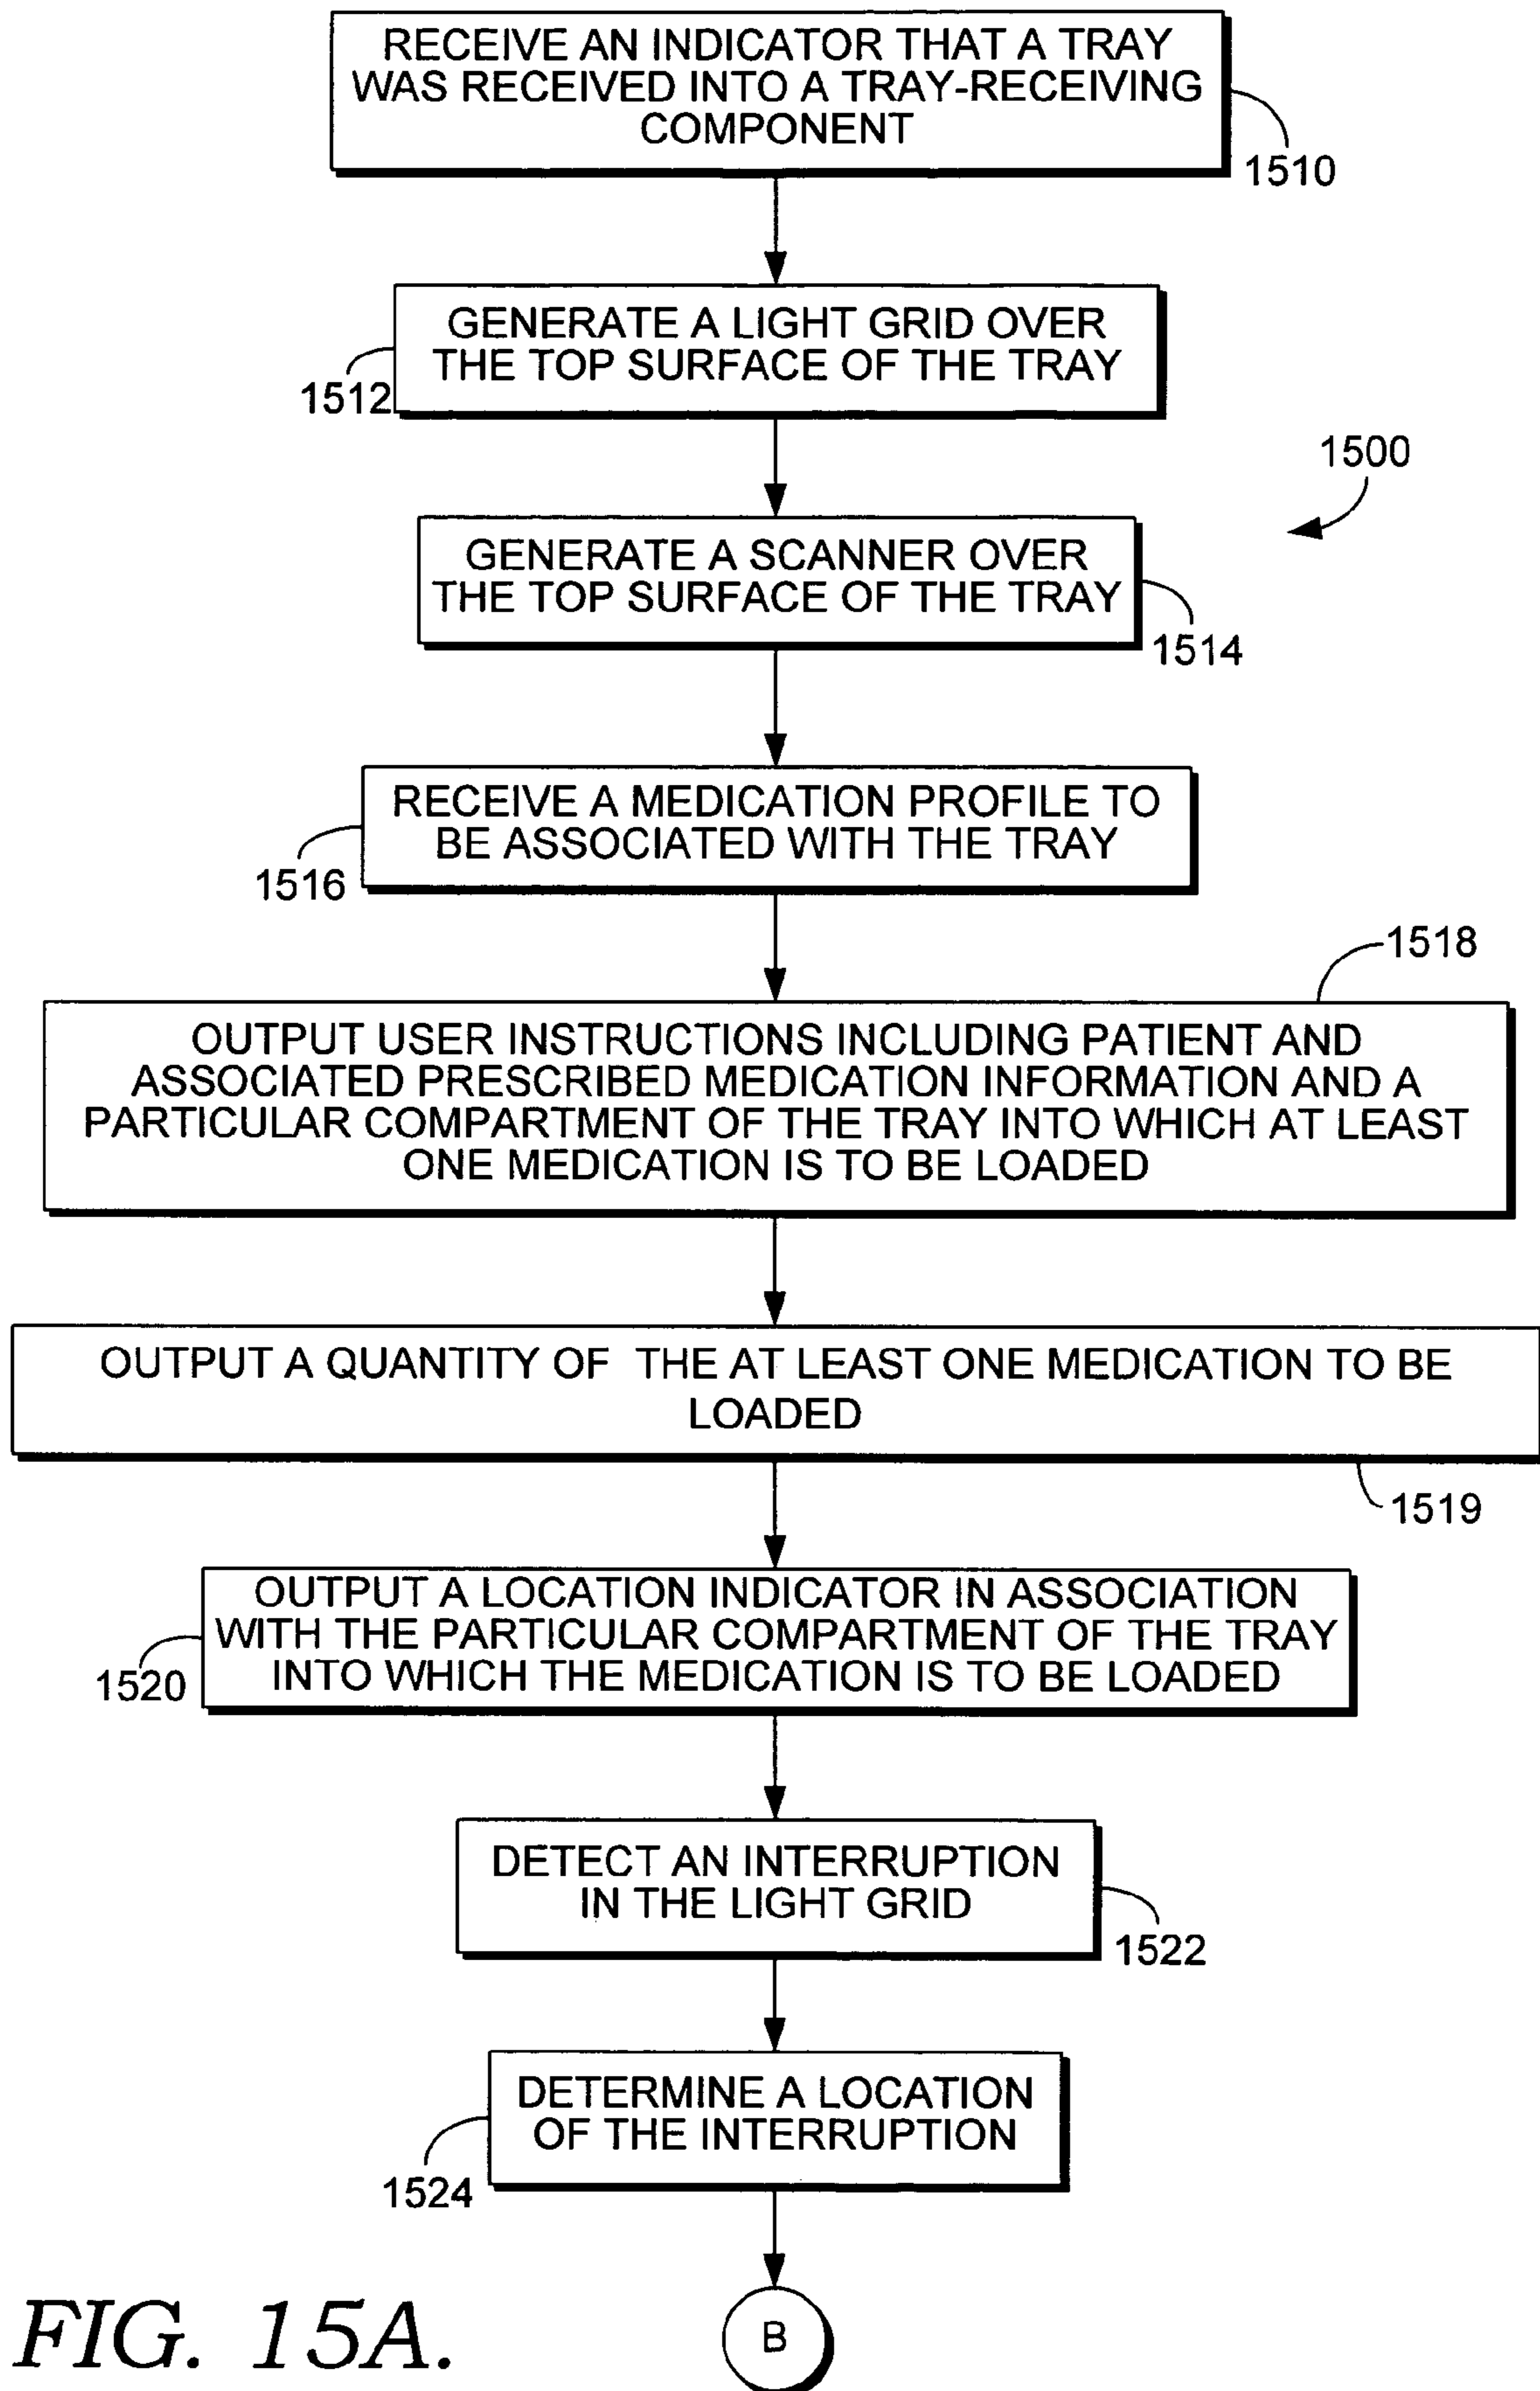 RECEIVE AN INDICATOR THAT A TRAY
WAS RECEIVED INTO A TRAY-RECEIVING
COMPONENT
1510
GENERATE A LIGHT GRID OVER
THE TOP SURFACE OF THE TRAY
1512
1500
GENERATE A SCANNER OVER
THE TOP SURFACE OF THE TRAY
1514
RECEIVE A MEDICATION PROFILE TO
BE ASSOCIATED WITH THE TRAY
1516
1518
OUTPUT USER INSTRUCTIONS INCLUDING PATIENT AND
ASSOCIATED PRESCRIBED MEDICATION INFORMATION AND A
PARTICULAR COMPARTMENT OF THE TRAY INTO WHICH AT LEAST
ONE MEDICATION IS TO BE LOADED
OUTPUT A QUANTITY OF THE AT LEAST ONE MEDICATION TO BE
LOADED
1519
OUTPUT A LOCATION INDICATOR IN ASSOCIATION
WITH THE PARTICULAR COMPARTMENT OF THE TRAY
INTO WHICH THE MEDICATION IS TO BE LOADED
1520
DETECT AN INTERRUPTION
IN THE LIGHT GRID
1522
DETERMINE A LOCATION
OF THE INTERRUPTION
1524
B
FIG. 15A.